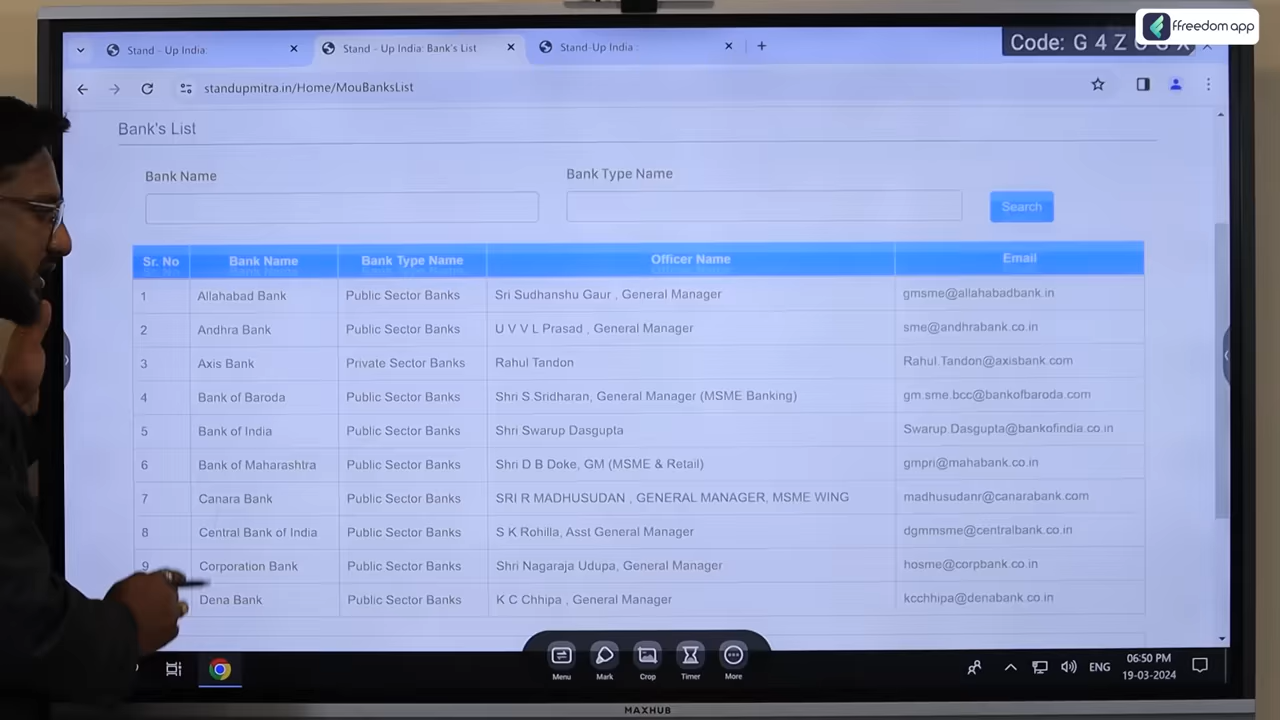 ffreedom app
Stand - Up India:
Stand - Up India: Bank's List
Stand-Up India :
Code: G 4 Z
standupmitra.in/Home/MouBanksList
Bank's List
Bank Name
Bank Type Name
Search
Sr. No Bank Name Bank Type Name Officer Name Email
1 Allahabad Bank Public Sector Banks Sri Sudhanshu Gaur , General Manager gmsme@allahabadbank.in
2 Andhra Bank Public Sector Banks U V V L Prasad , General Manager sme@andhrabank.co.in
3 Axis Bank Private Sector Banks Rahul Tandon Rahul.Tandon@axisbank.com
4 Bank of Baroda Public Sector Banks Shri S Sridharan, General Manager (MSME Banking) gm.sme.bcc@bankofbaroda.com
5 Bank of India Public Sector Banks Shri Swarup Dasgupta Swarup.Dasgupta@bankofindia.co.in
6 Bank of Maharashtra Public Sector Banks Shri D B Doke, GM (MSME & Retail) gmpri@mahabank.co.in
7 Canara Bank Public Sector Banks SRI R MADHUSUDAN , GENERAL MANAGER, MSME WING madhusudanr@canarabank.com
8 Central Bank of India Public Sector Banks S K Rohilla, Asst General Manager dgmmsme@centralbank.co.in
9 Corporation Bank Public Sector Banks Shri Nagaraja Udupa, General Manager hosme@corpbank.co.in
Dena Bank Public Sector Banks K C Chhipa , General Manager kcchhipa@denabank.co.in
Menu Mark Crop Timer More
ENG
06:50 PM
19-03-2024
MAXHUB